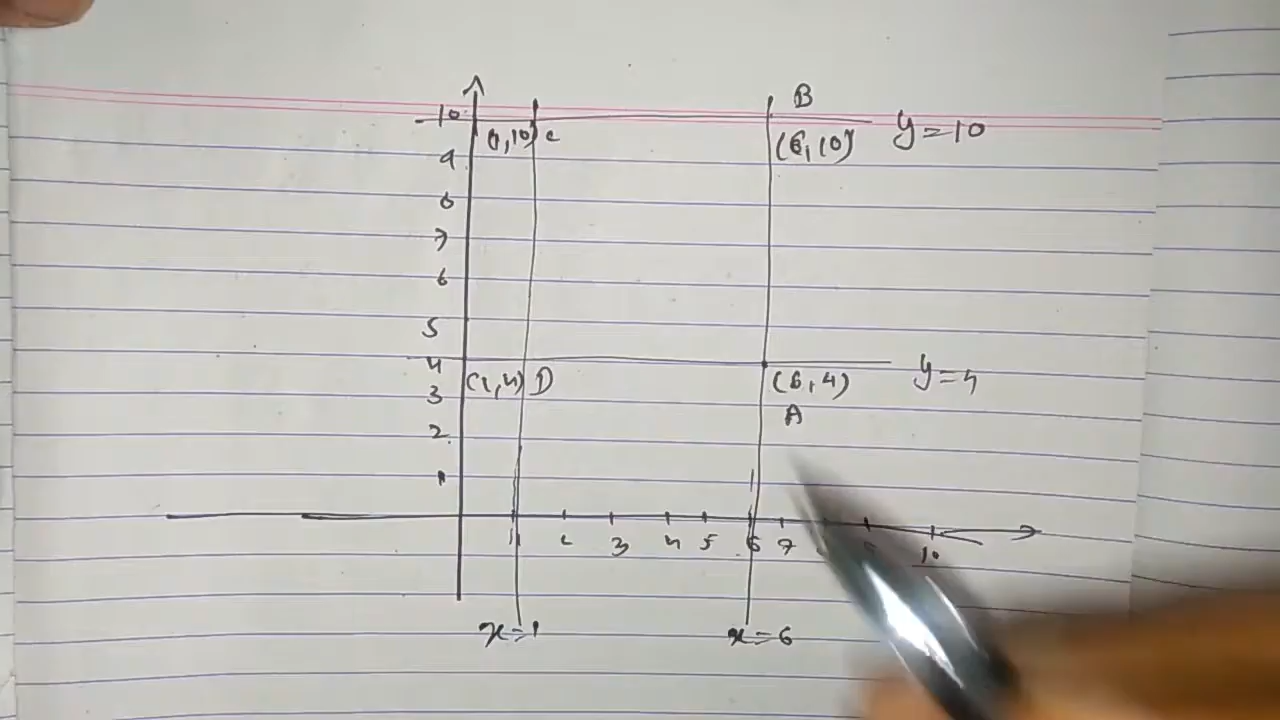 B
10 (1,10) c (6,10) y=10
9
8
7
6
5
4 y=4
(1,4) D (6,4)
3 A
2
1
1 2 3 4 5 6 7 10
x=1 x=6